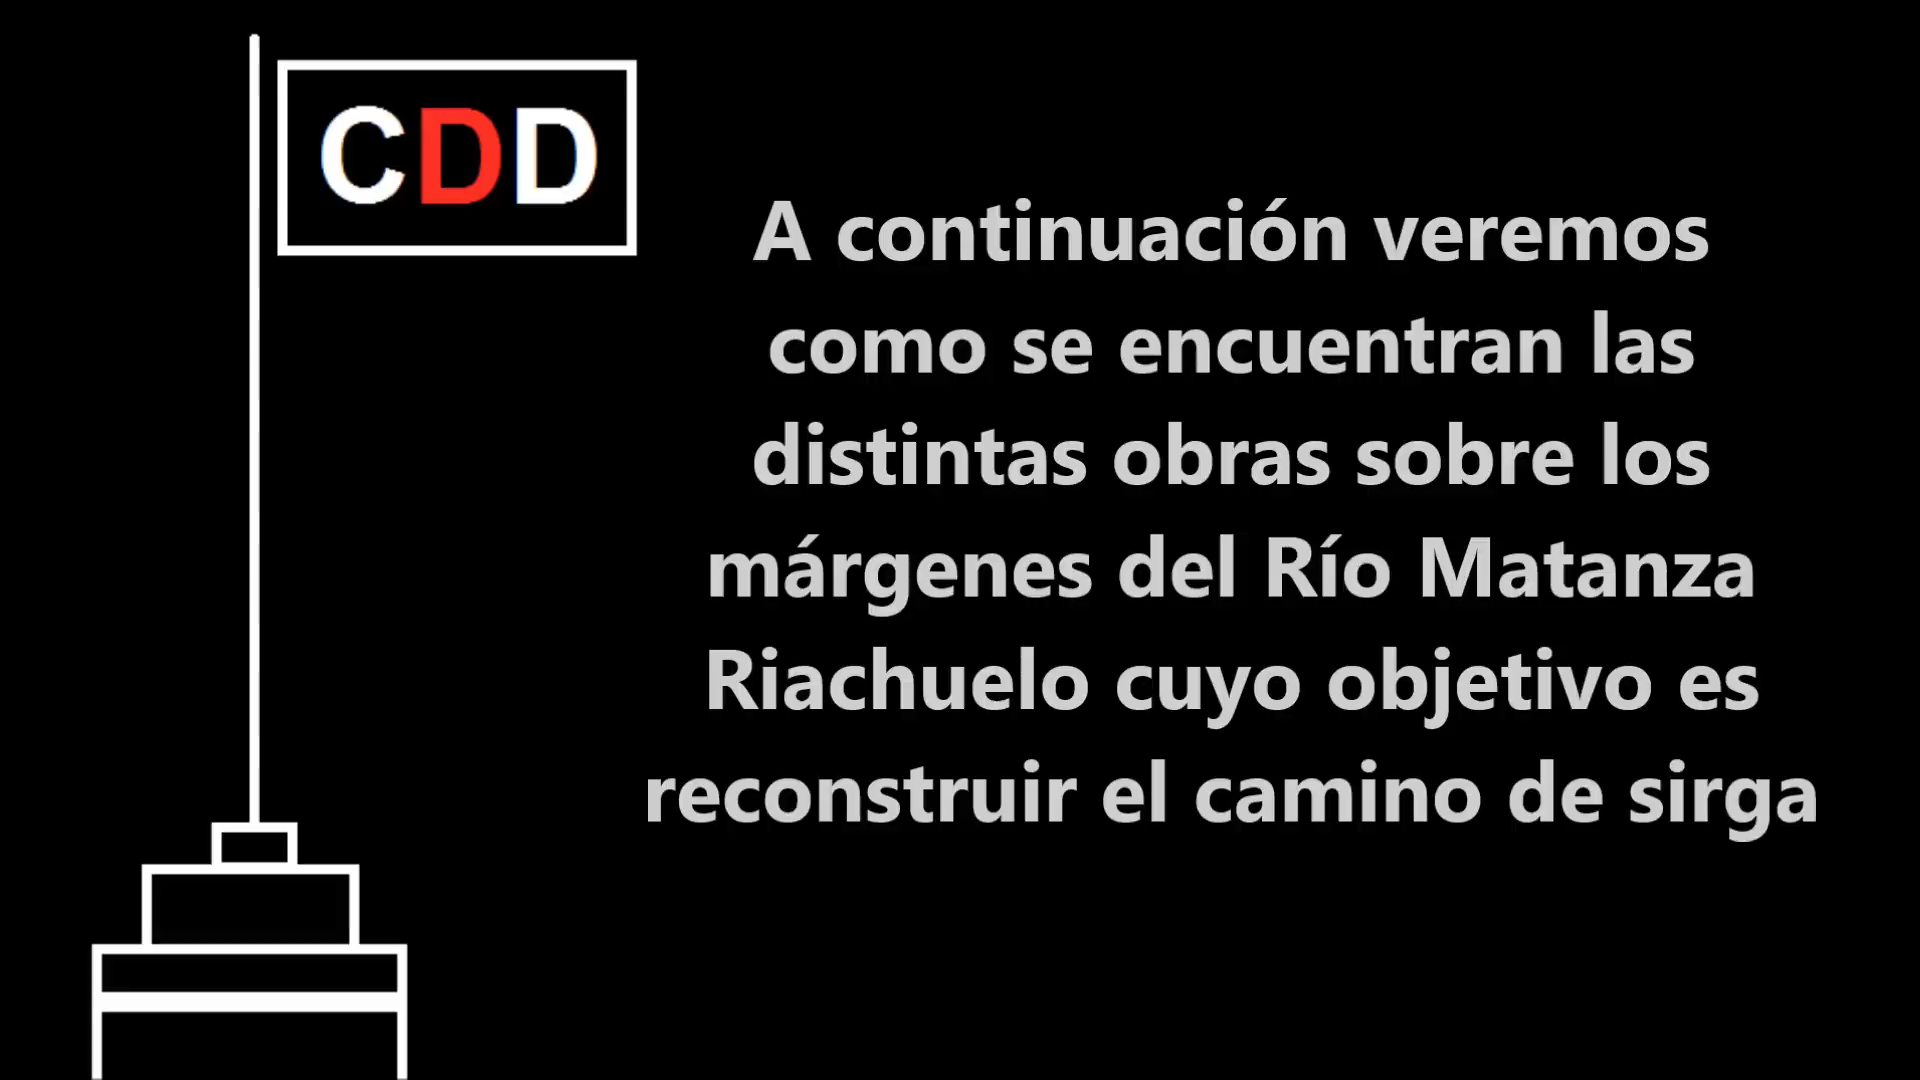 CDD
A continuación veremos
como se encuentran las
distintas obras sobre los
márgenes del Río Matanza
Riachuelo cuyo objetivo es
reconstruir el camino de sirga